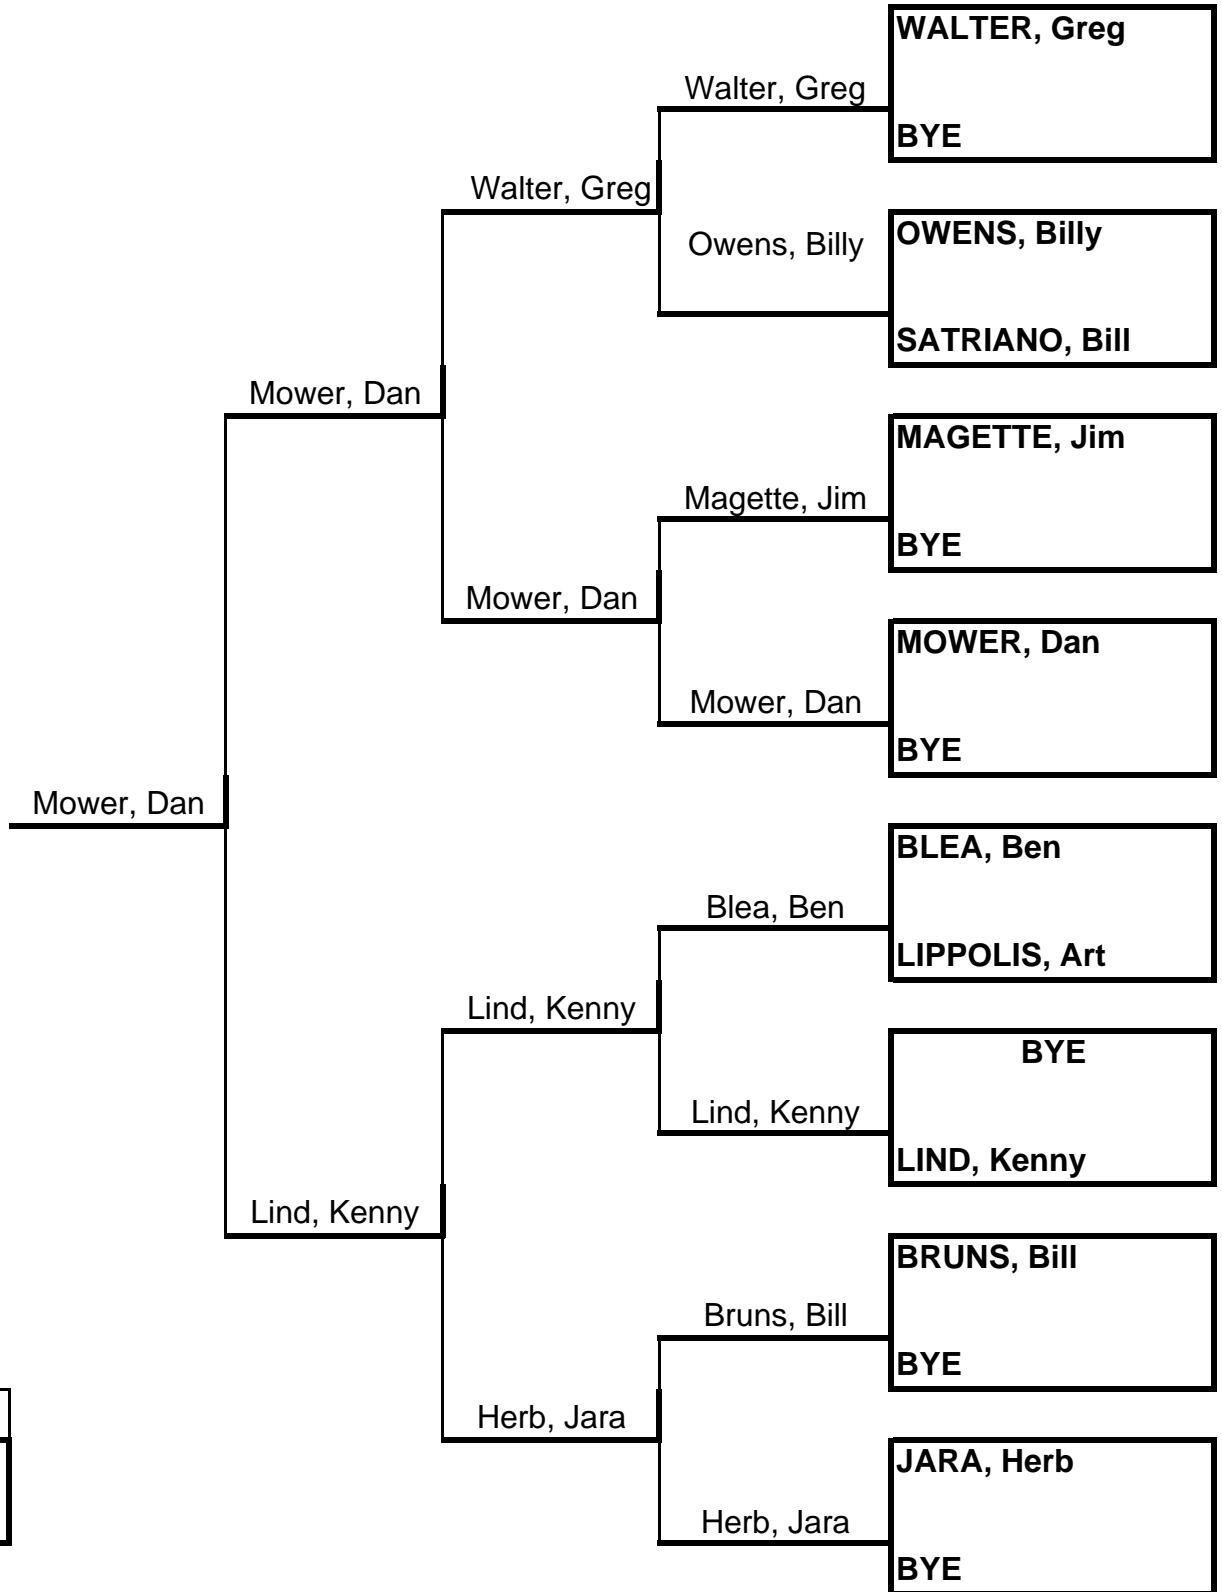 WALTER, Greg
Walter, Greg
BYE
Walter, Greg
OWENS, Billy
Owens, Billy
SATRIANO, Bill
Mower, Dan
MAGETTE, Jim
Magette, Jim
BYE
Mower, Dan
MOWER, Dan
Mower, Dan
BYE
Mower, Dan
BLEA, Ben
Blea, Ben
LIPPOLIS, Art
Lind, Kenny
BYE
Lind, Kenny
LIND, Kenny
Lind, Kenny
BRUNS, Bill
Bruns, Bill
BYE
Herb, Jara
JARA, Herb
Herb, Jara
BYE